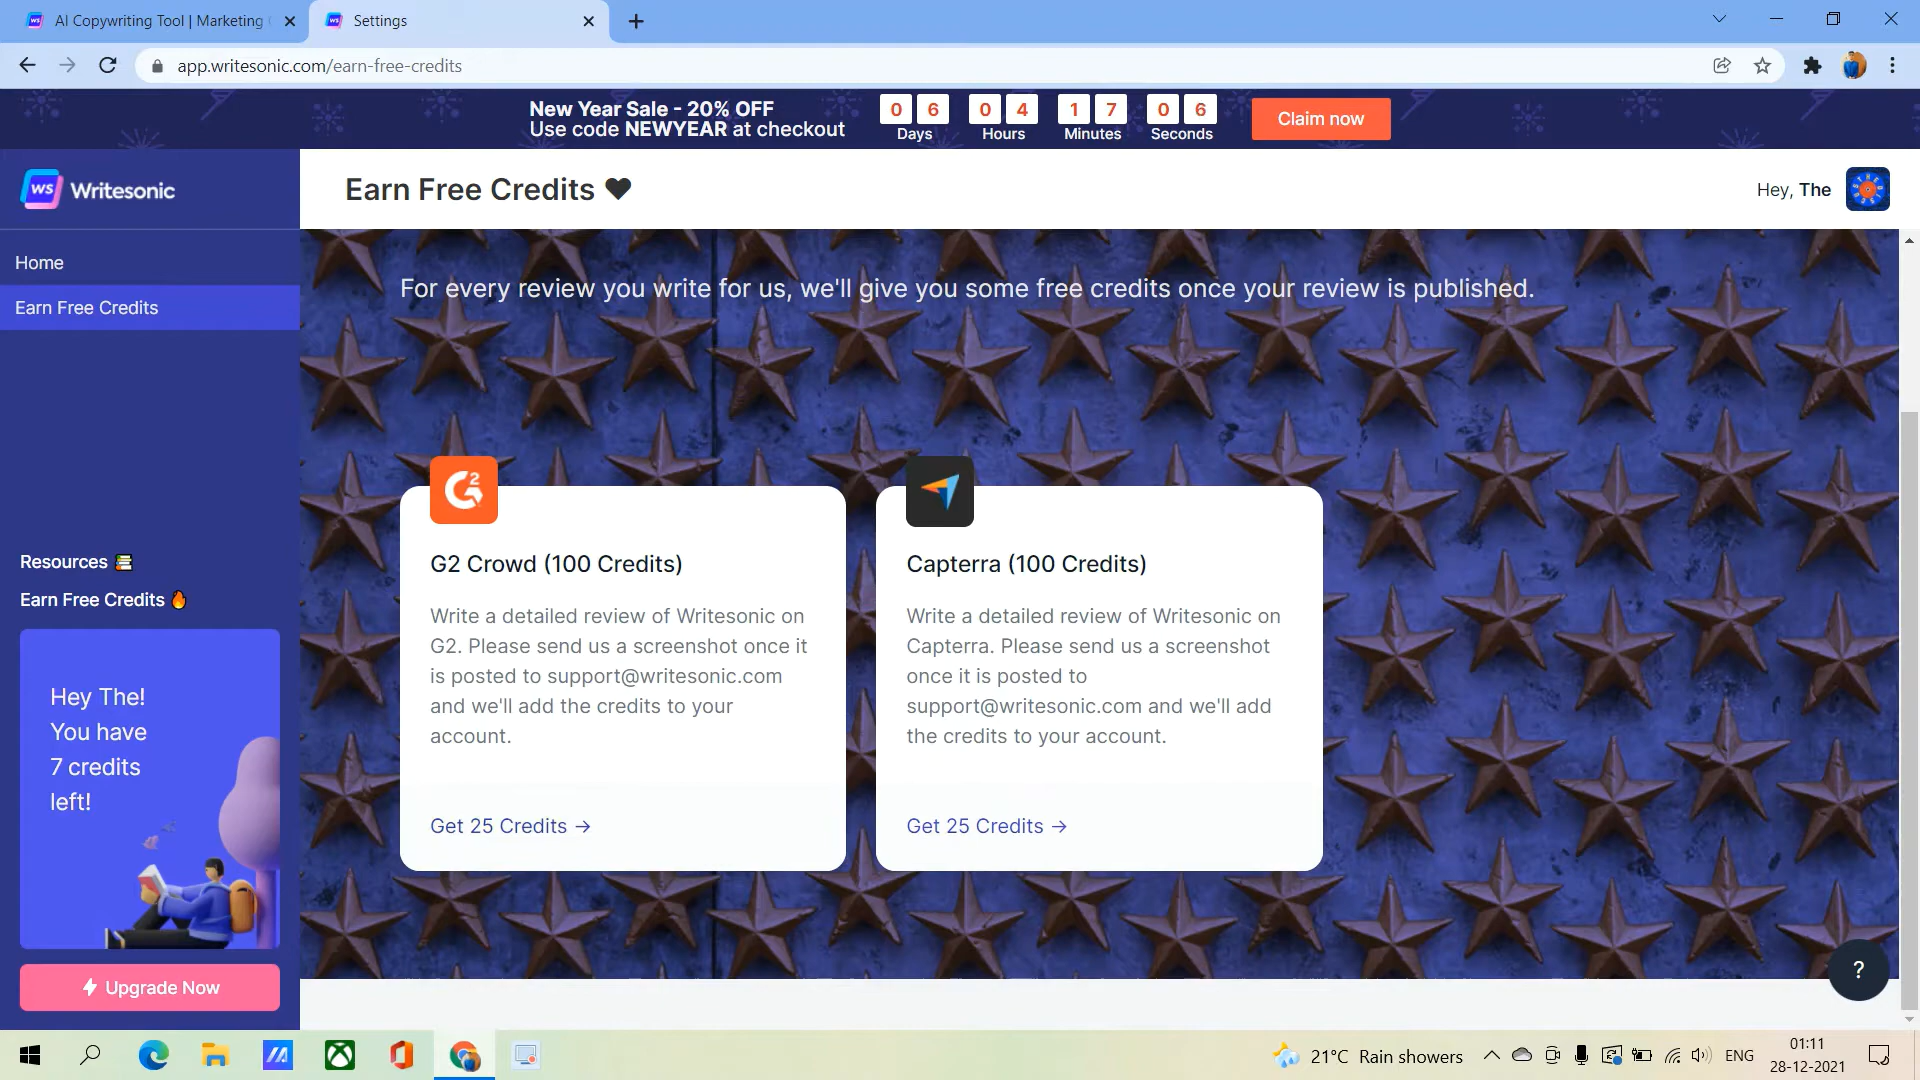 AI Copywriting Tool | Marketing
Settings
app.writesonic.com/earn-free-credits
New Year Sale - 20% OFF
Use code NEWYEAR at checkout
0 6 0 4 1 7 0 6
Days Hours Minutes Seconds
Claim now
WS Writesonic
Earn Free Credits
Hey, The
Home
Earn Free Credits
For every review you write for us, we'll give you some free credits once your review is published.
G2 Crowd (100 Credits)
Write a detailed review of Writesonic on
G2. Please send us a screenshot once it
is posted to support@writesonic.com
and we'll add the credits to your
account.
Get 25 Credits →
Capterra (100 Credits)
Write a detailed review of Writesonic on
Capterra. Please send us a screenshot
once it is posted to
support@writesonic.com and we'll add
the credits to your account.
Get 25 Credits →
Resources
Earn Free Credits
Hey The!
You have
7 credits
left!
Upgrade Now
?
21°C Rain showers
ENG
01:11
28-12-2021